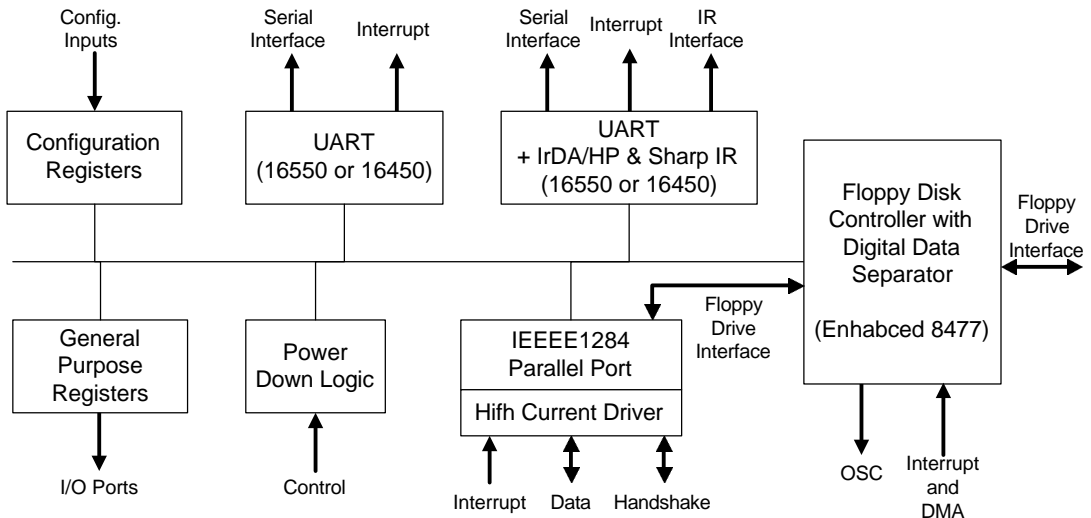 Config.
Inputs
Serial
Interface
Interrupt
Serial
Interface
Interrupt
IR
Interface
Configuration
Registers
UART
(16550 or 16450)
UART
+ IrDA/HP & Sharp IR
(16550 or 16450)
Floppy Disk
Controller with
Digital Data
Separator
(Enhabced 8477)
Floppy
Drive
Interface
General
Purpose
Registers
Power
Down Logic
IEEEE1284
Parallel Port
Hifh Current Driver
Floppy
Drive
Interface
I/O Ports
Control
Interrupt
Data
Handshake
OSC
Interrupt
and
DMA